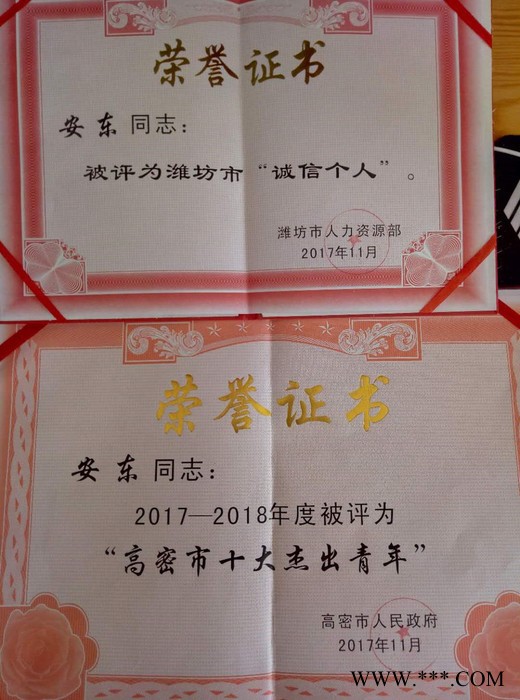 荣誉证书
安东 同志：
被评为潍坊市“诚信个人”。
潍坊市人力资源部
2017年11月
荣誉证书
安东 同志：
2017—2018年度被评为
“高密市十大杰出青年”
高密市人民政府
2017年11月
WWW.***.COM